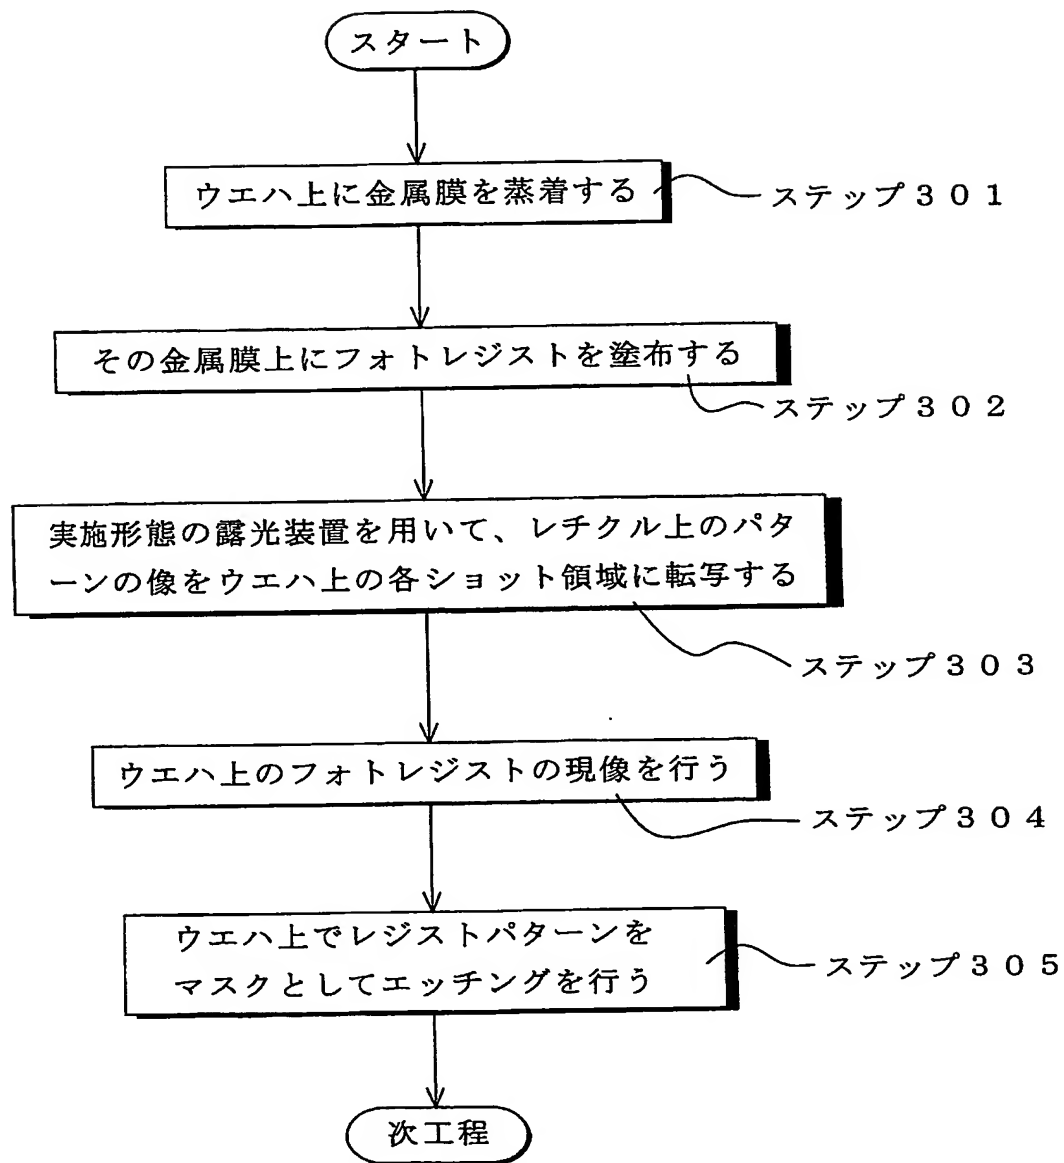 スタート
ウエハ上に金属膜を蒸着する
ステップ３０１
その金属膜上にフォトレジストを塗布する
ステップ３０２
実施形態の露光装置を用いて、レチクル上のパタ
ーンの像をウエハ上の各ショット領域に転写する
ステップ３０３
ウエハ上のフォトレジストの現像を行う
ステップ３０４
ウエハ上でレジストパターンを
マスクとしてエッチングを行う
ステップ３０５
次工程